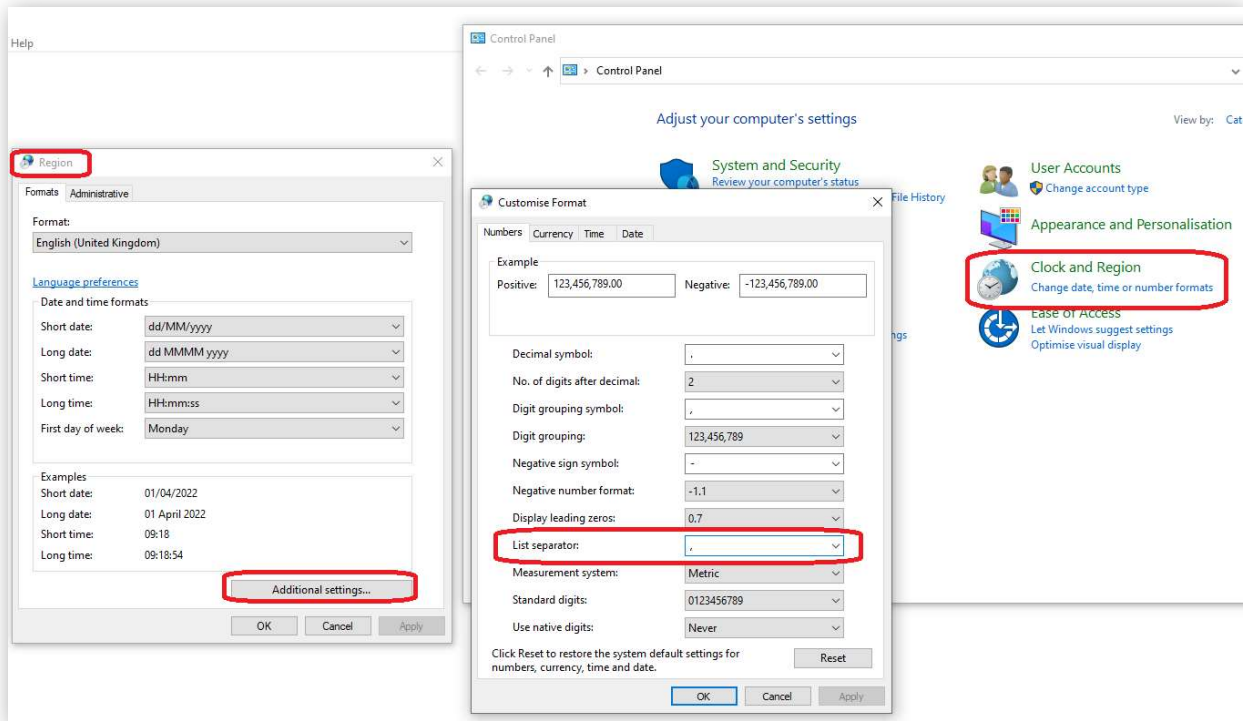 Help
Control Panel
Control Panel
Adjust your computer's settings
View by: Cat
System and Security
Review your computer's status
File History
ngs
User Accounts
Change account type
Appearance and Personalisation
Clock and Region
Change date, time or number formats
Ease of Access
Let Windows suggest settings
Optimise visual display
Region
Formats Administrative
Format:
English (United Kingdom)
Language preferences
Date and time formats
Short date: dd/MM/yyyy
Long date: dd MMMM yyyy
Short time: HH:mm
Long time: HH:mm:ss
First day of week: Monday
Examples
Short date: 01/04/2022
Long date: 01 April 2022
Short time: 09:18
Long time: 09:18:54
Additional settings...
OK Cancel Apply
Customise Format
Numbers Currency Time Date
Example
Positive: 123,456,789.00 Negative: -123,456,789.00
Decimal symbol: .
No. of digits after decimal: 2
Digit grouping symbol: ,
Digit grouping: 123,456,789
Negative sign symbol: -
Negative number format: -1.1
Display leading zeros: 0.7
List separator: ,
Measurement system: Metric
Standard digits: 0123456789
Use native digits: Never
Click Reset to restore the system default settings for
numbers, currency, time and date.
Reset
OK Cancel Apply